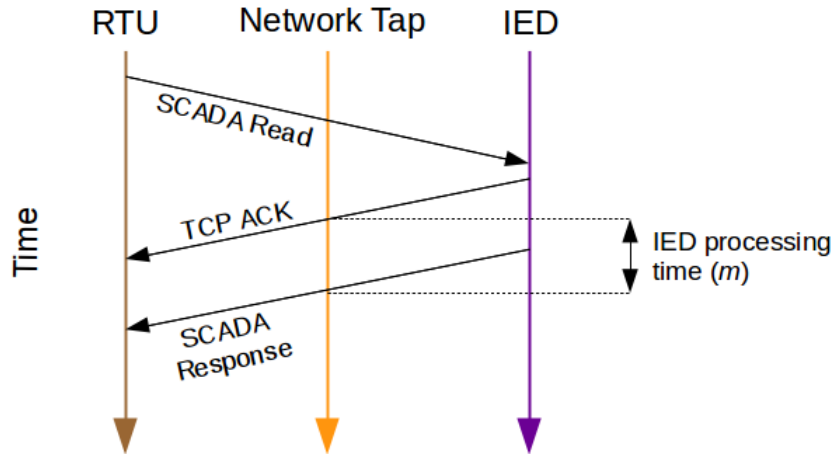 RTU
Network Tap
IED
SCADA Read
TCP ACK
IED processing
time (m)
SCADA
Response
Time